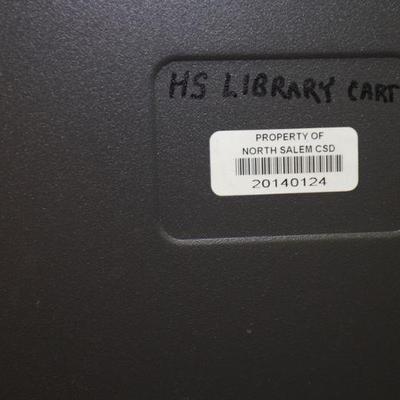 HS LIBRARY CART
PROPERTY OF
NORTH SALEM CSD
20140124